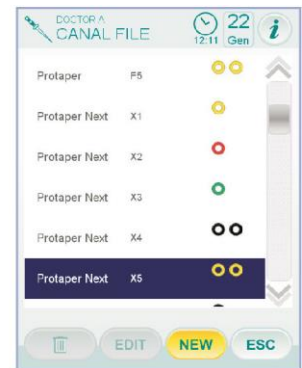 DOCTOR A
CANAL FILE
12:11
22
Gen
i
Protaper F5
Protaper Next X1
Protaper Next X2
Protaper Next X3
Protaper Next X4
Protaper Next X5
EDIT
NEW
ESC